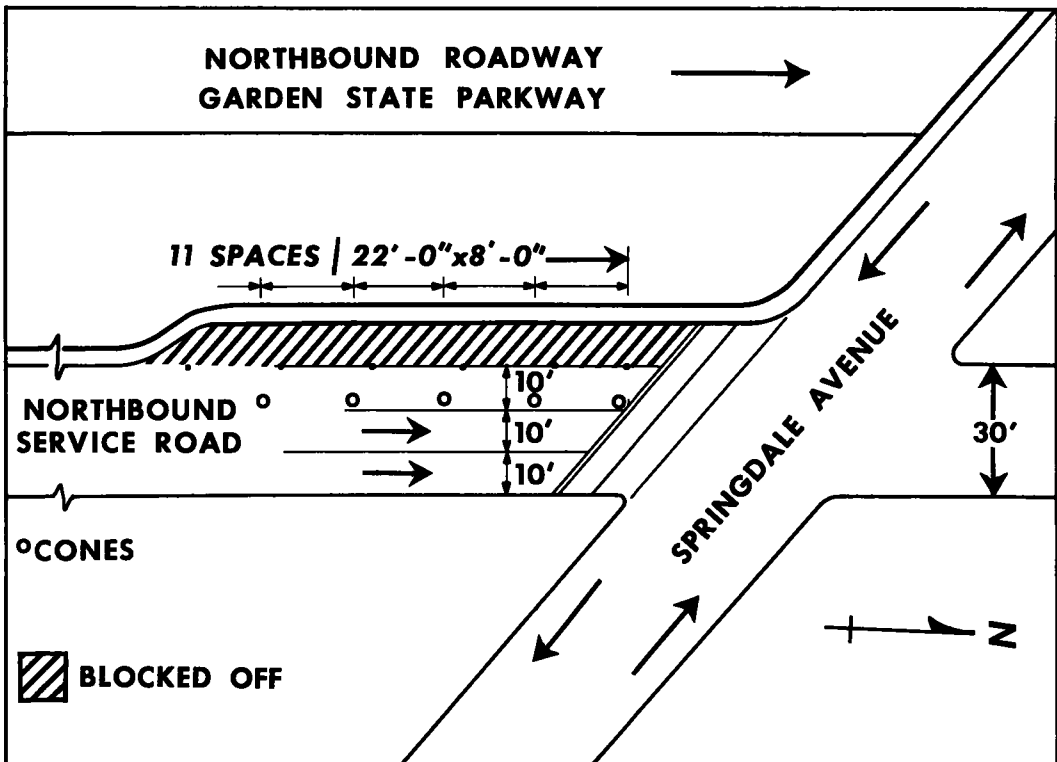 NORTHBOUND ROADWAY
GARDEN STATE PARKWAY
11 SPACES / 22'-0"x8'-0"
10'
NORTHBOUND
SERVICE ROAD
10'
10'
SPRINGDALE AVENUE
30'
CONES
BLOCKED OFF
N